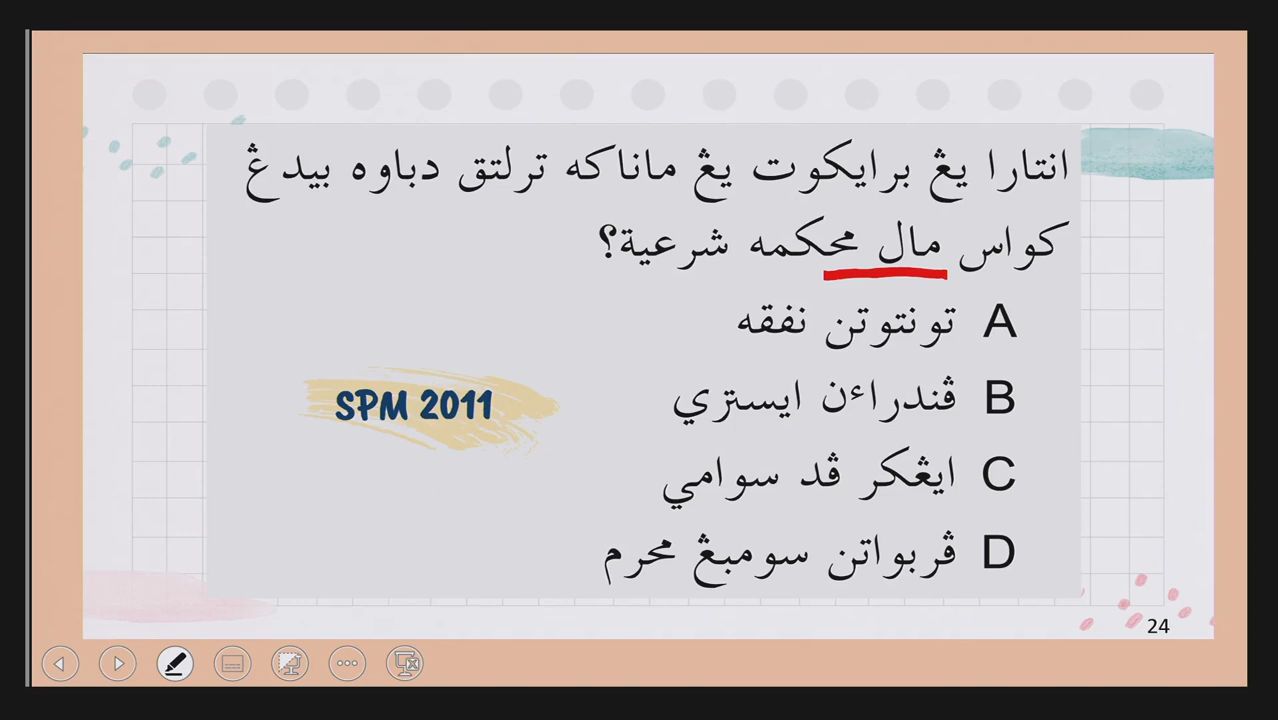 انتارا يڠ برايكوت يڠ ماناكه ترلتق دباوه بيدڠ
كواس مال محكمه شرعية؟
A تونتوتن نفقه
B ڤندراءن ايستري
C ايڠكر ڤد سوامي
D ڤربواتن سومبڠ محرم
SPM 2011
24